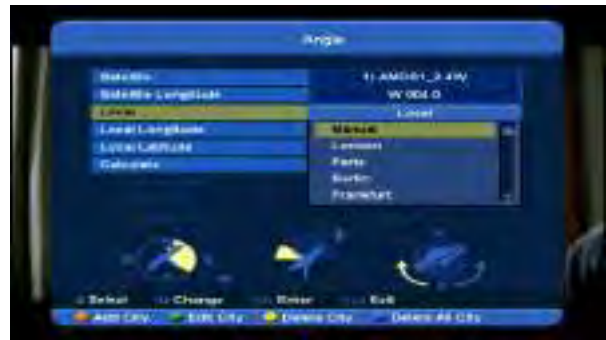 Angle
Satellite
Satellite Longitude W 004.0
Local Local
Local Longitude Manual
Local Latitude London
Calculate Paris
Berlin
Frankfurt
Select Change Enter Exit
Add City Edit City Delete City Delete All City